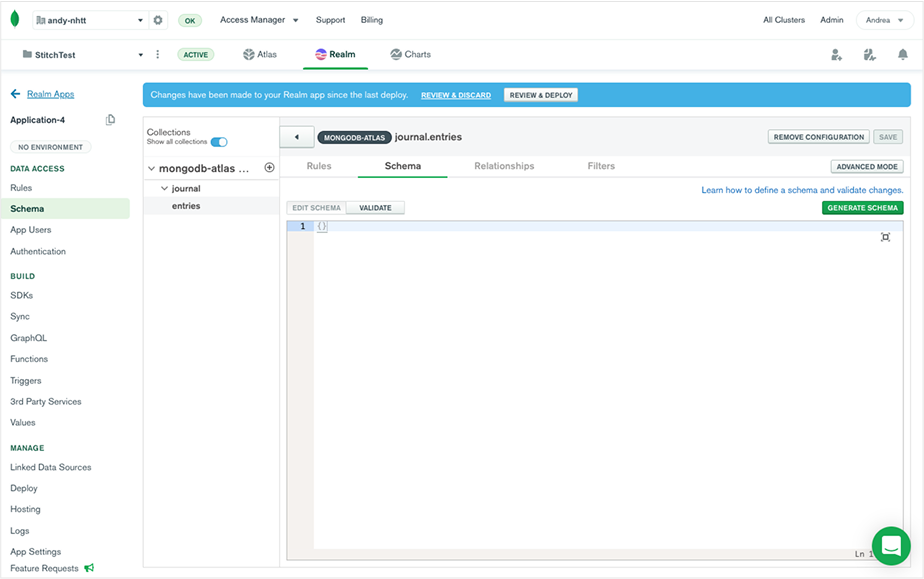 andy-nhtt
OK
Access Manager
Support
Billing
All Clusters
Admin
Andrea
StitchTest
ACTIVE
Atlas
Realm
Charts
Realm Apps
Application-4
NO ENVIRONMENT
DATA ACCESS
Rules
Schema
App Users
Authentication
BUILD
SDKs
Sync
GraphQL
Functions
Triggers
3rd Party Services
Values
MANAGE
Linked Data Sources
Deploy
Hosting
Logs
App Settings
Feature Requests
Changes have been made to your Realm app since the last deploy. REVIEW & DISCARD REVIEW & DEPLOY
Collections
Show all collections
mongodb-atlas ...
journal
entries
MONGODB-ATLAS journal.entries
REMOVE CONFIGURATION
SAVE
Rules
Schema
Relationships
Filters
ADVANCED MODE
Learn how to define a schema and validate changes.
EDIT SCHEMA
VALIDATE
GENERATE SCHEMA
1 {}
Ln 1